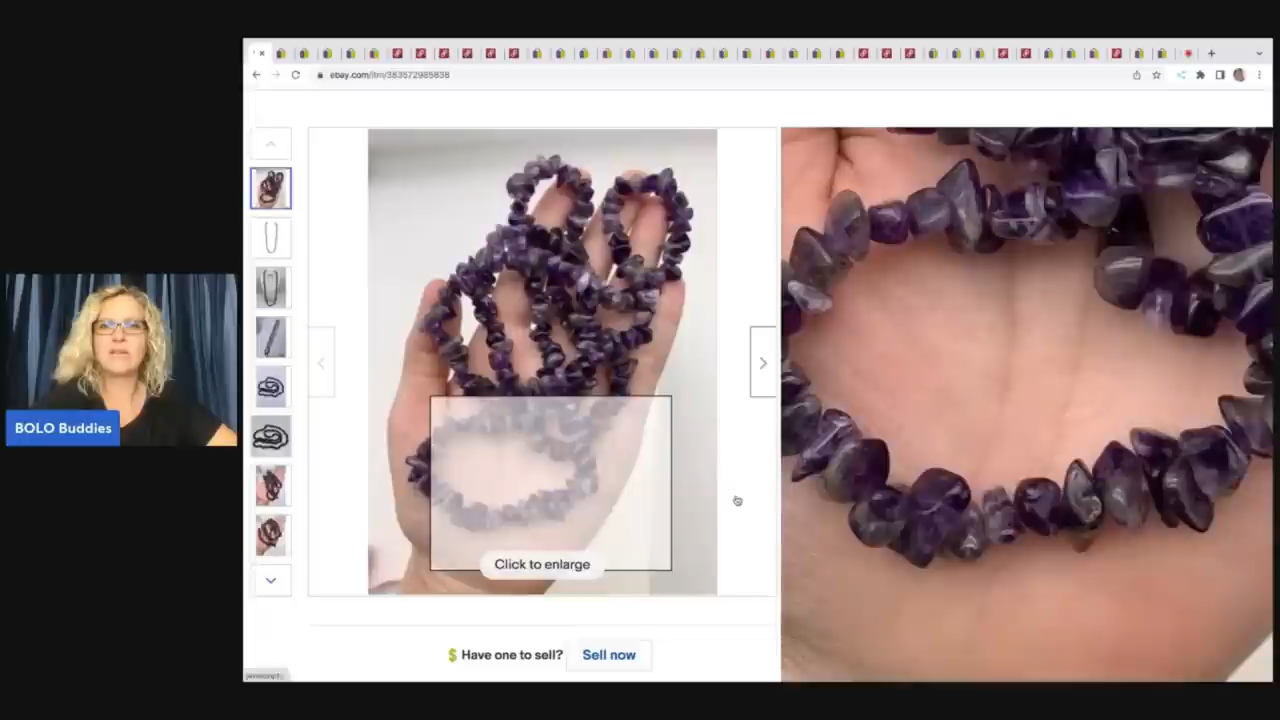 ebay.com/itm/383572985838
BOLO Buddies
Click to enlarge
Have one to sell?
Sell now